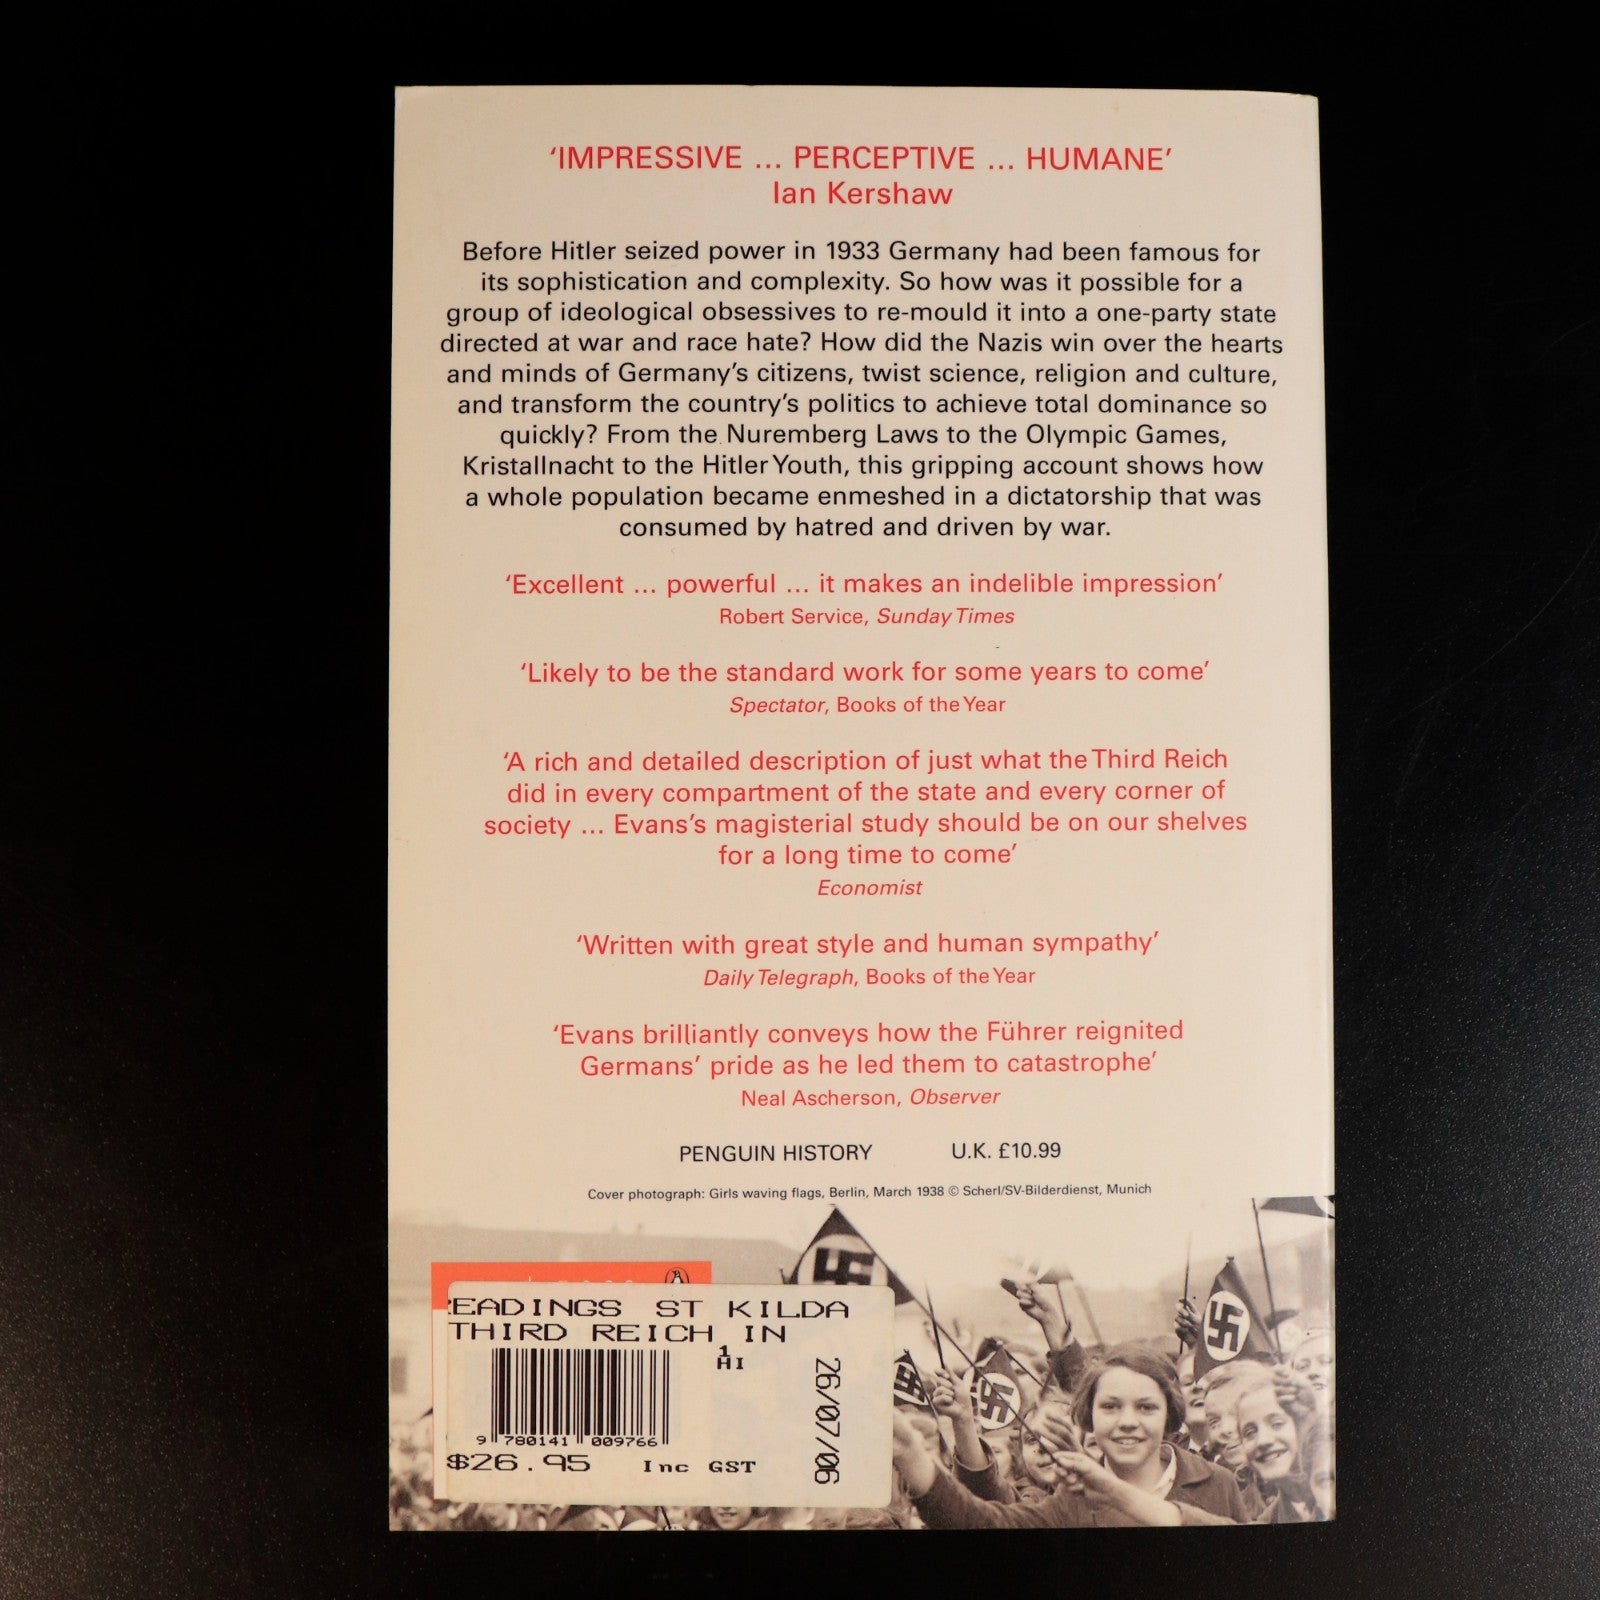 ‘IMPRESSIVE ... PERCEPTIVE ... HUMANE’
Ian Kershaw
Before Hitler seized power in 1933 Germany had been famous for
its sophistication and complexity. So how was it possible for a
group of ideological obsessives to re-mould it into a one-party state
directed at war and race hate? How did the Nazis win over the hearts
and minds of Germany’s citizens, twist science, religion and culture,
and transform the country’s politics to achieve total dominance so
quickly? From the Nuremberg Laws to the Olympic Games,
Kristallnacht to the Hitler Youth, this gripping account shows how
a whole population became enmeshed in a dictatorship that was
consumed by hatred and driven by war.
‘Excellent ... powerful ... it makes an indelible impression’
Robert Service, Sunday Times
‘Likely to be the standard work for some years to come’
Spectator, Books of the Year
‘A rich and detailed description of just what the Third Reich
did in every compartment of the state and every corner of
society ... Evans’s magisterial study should be on our shelves
for a long time to come’
Economist
‘Written with great style and human sympathy’
Daily Telegraph, Books of the Year
‘Evans brilliantly conveys how the Führer reignited
Germans’ pride as he led them to catastrophe’
Neal Ascherson, Observer
PENGUIN HISTORY U.K. £10.99
Cover photograph: Girls waving flags, Berlin, March 1938 © Scherl/SV-Bilderdienst, Munich
EADINGS ST KILDA
THIRD REICH IN
1
HI
26/07/06
9 780141 009766
$26.95 Inc GST